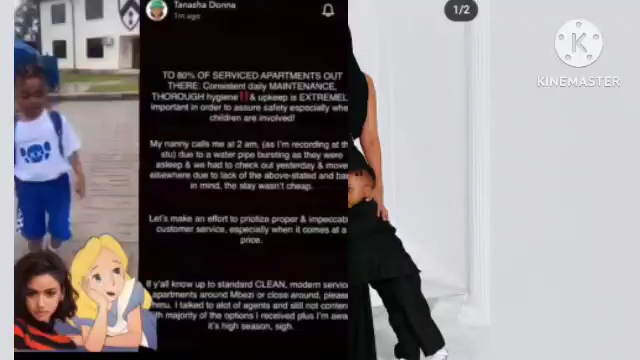 Tanasha Donna
1m ago
1/2
KINEMASTER
TO 80% OF SERVICED APARTMENTS OUT
THERE: Consistent daily MAINTENANCE,
THOROUGH hygiene‼️& upkeep is EXTREMEL
important in order to assure safety especially whe
children are involved!
My nanny calls me at 2 am, (as I'm recording at th
stu) due to a water pipe bursting as they were
asleep & we had to check out yesterday & move
elsewhere due to lack of the above-stated and
in mind, the stay wasn't cheap.
Let's make an effort to priotize proper & impeccab
customer service, especially when it comes at a
price.
If y'all know up to standard CLEAN, modern servic
apartments around Mbezi or close around, please
hmu. I talked to alot of agents and still not conten
with majority of the options I received plus I'm awa
it's high season, sigh.